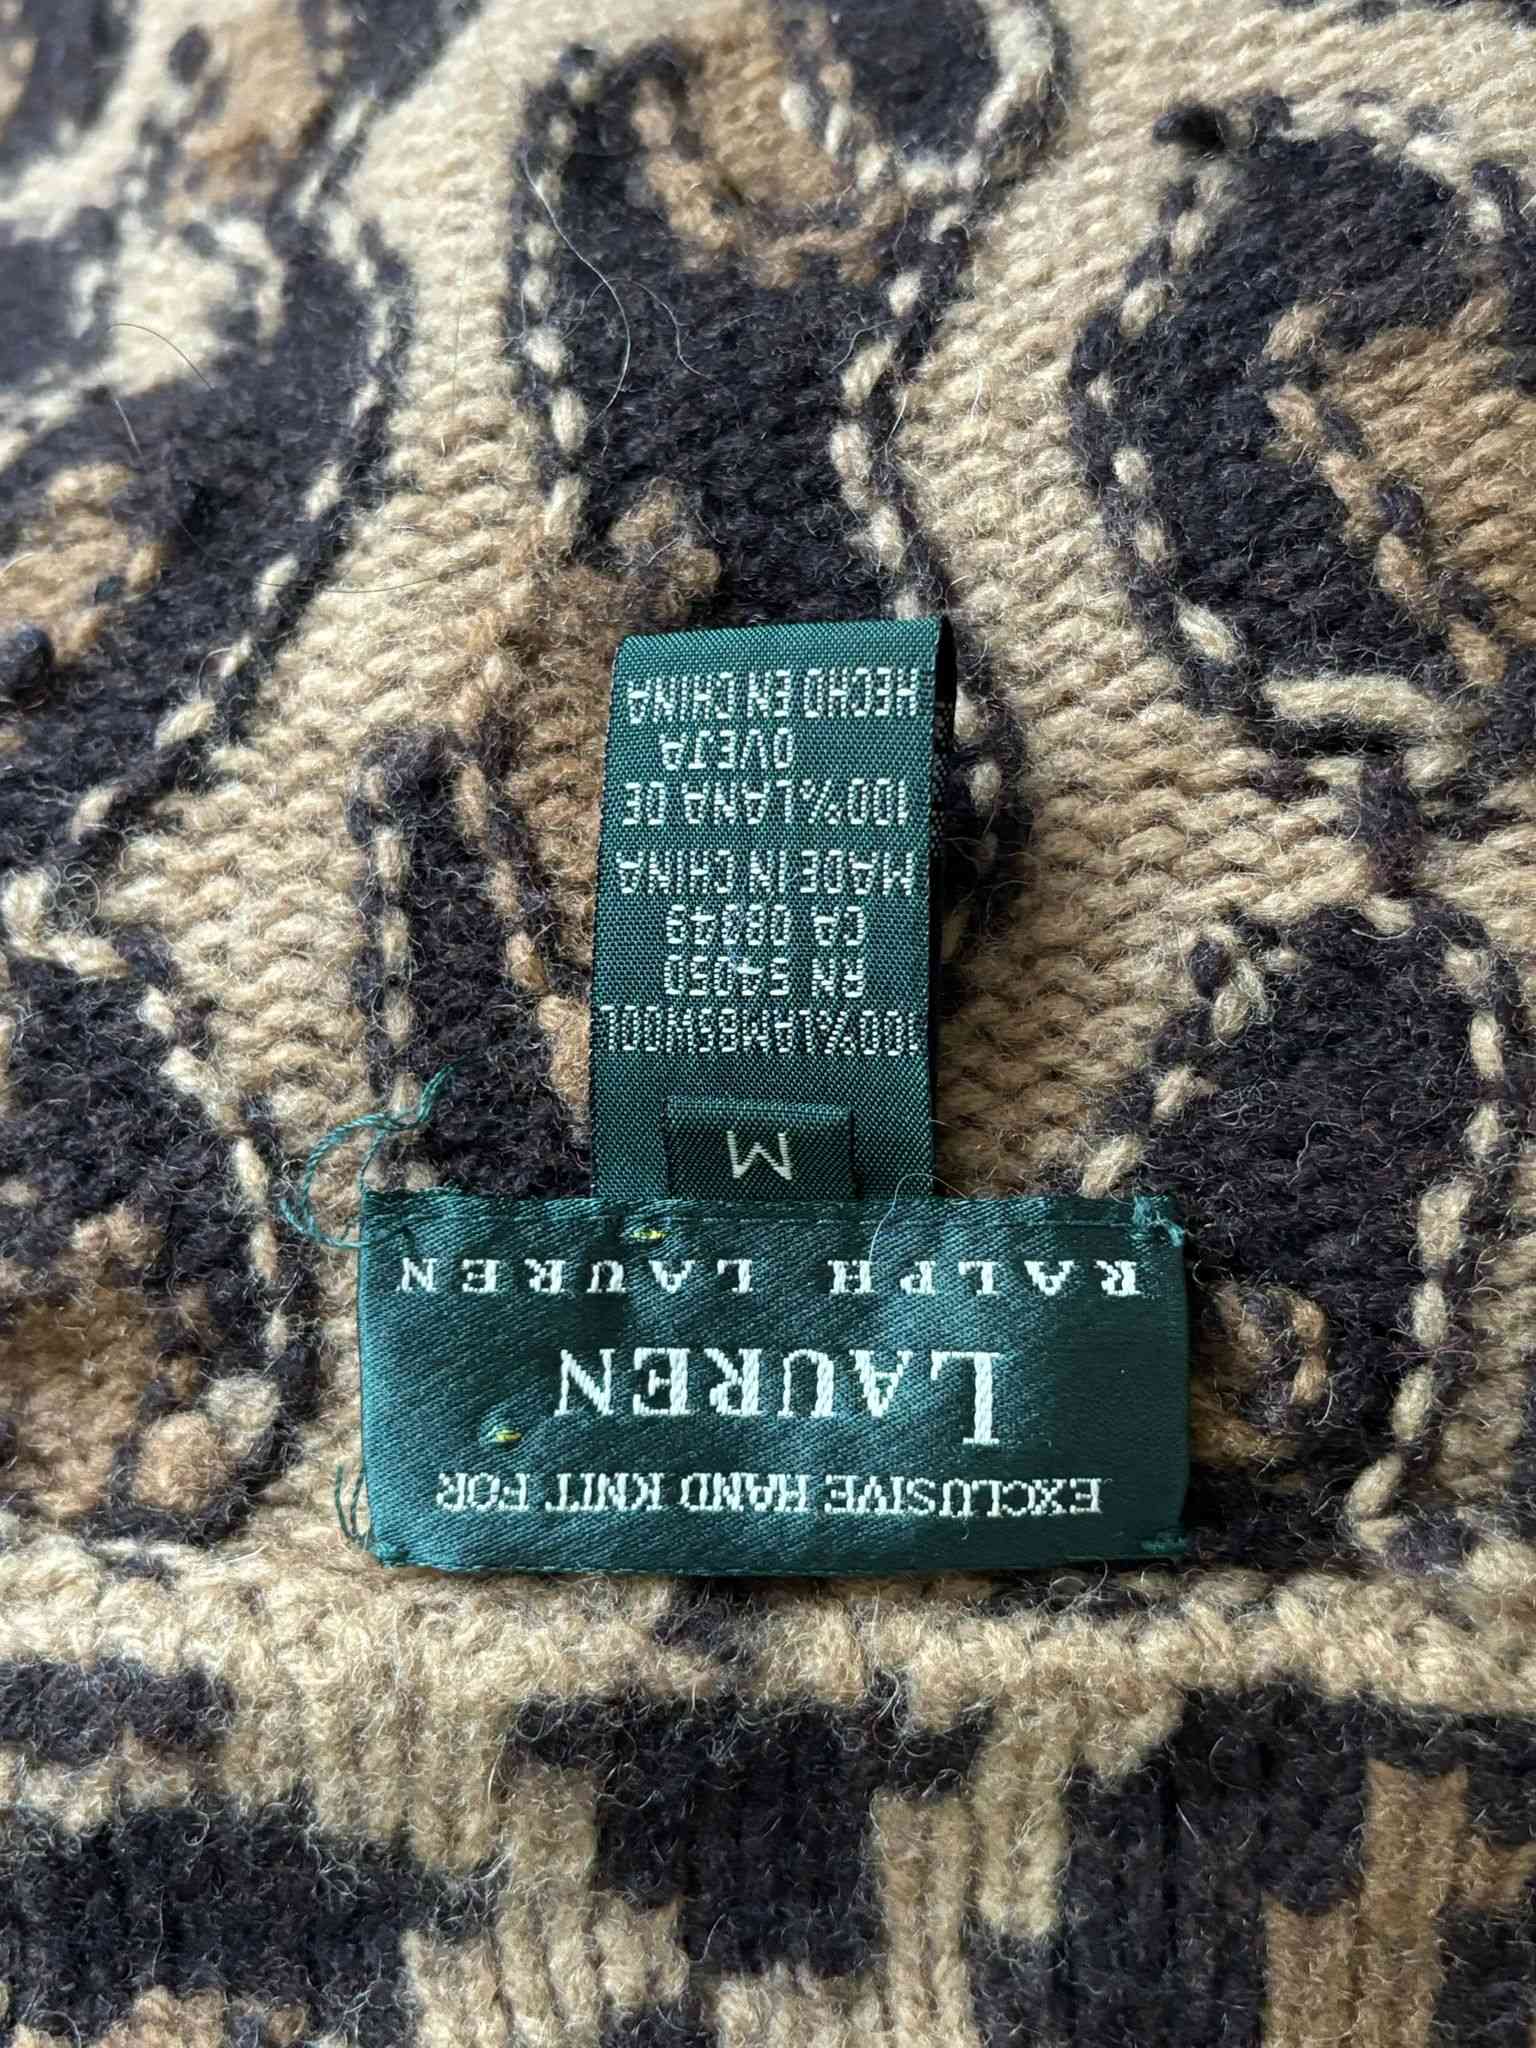 EXCLUSIVE HAND KNIT FOR
LAUREN
RALPH LAUREN
M
100% LAMBSWOOL
RN 54050
CA 08349
MADE IN CHINA
100% LANA DE
OVEJA
HECHO EN CHINA